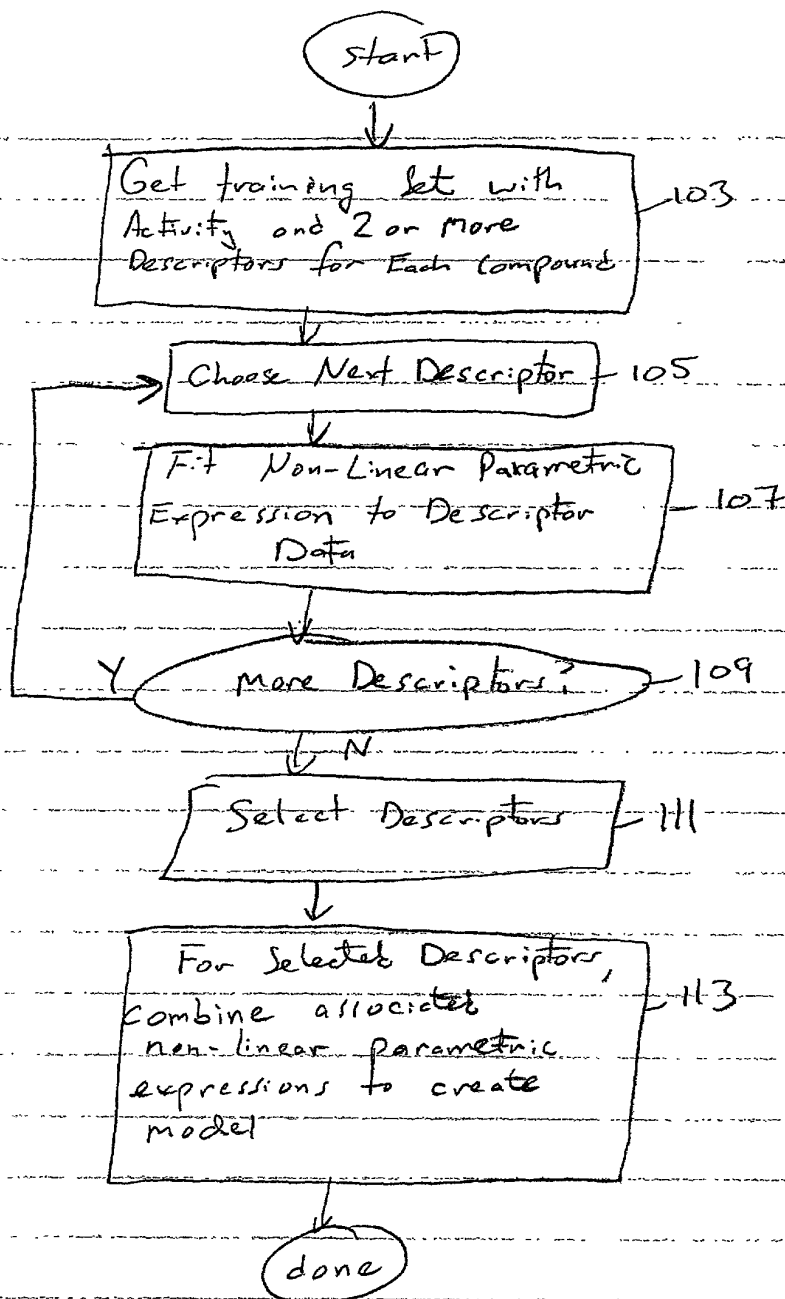 start
Get training set with
Activity and 2 or more
Descriptors for Each Compound
103
Choose Next Descriptor
105
Fit Non-Linear Parametric
Expression to Descriptor
Data
107
More Descriptors?
109
Y
N
Select Descriptors
111
For Selected Descriptors,
combine associated
non-linear parametric
expressions to create
model
113
done